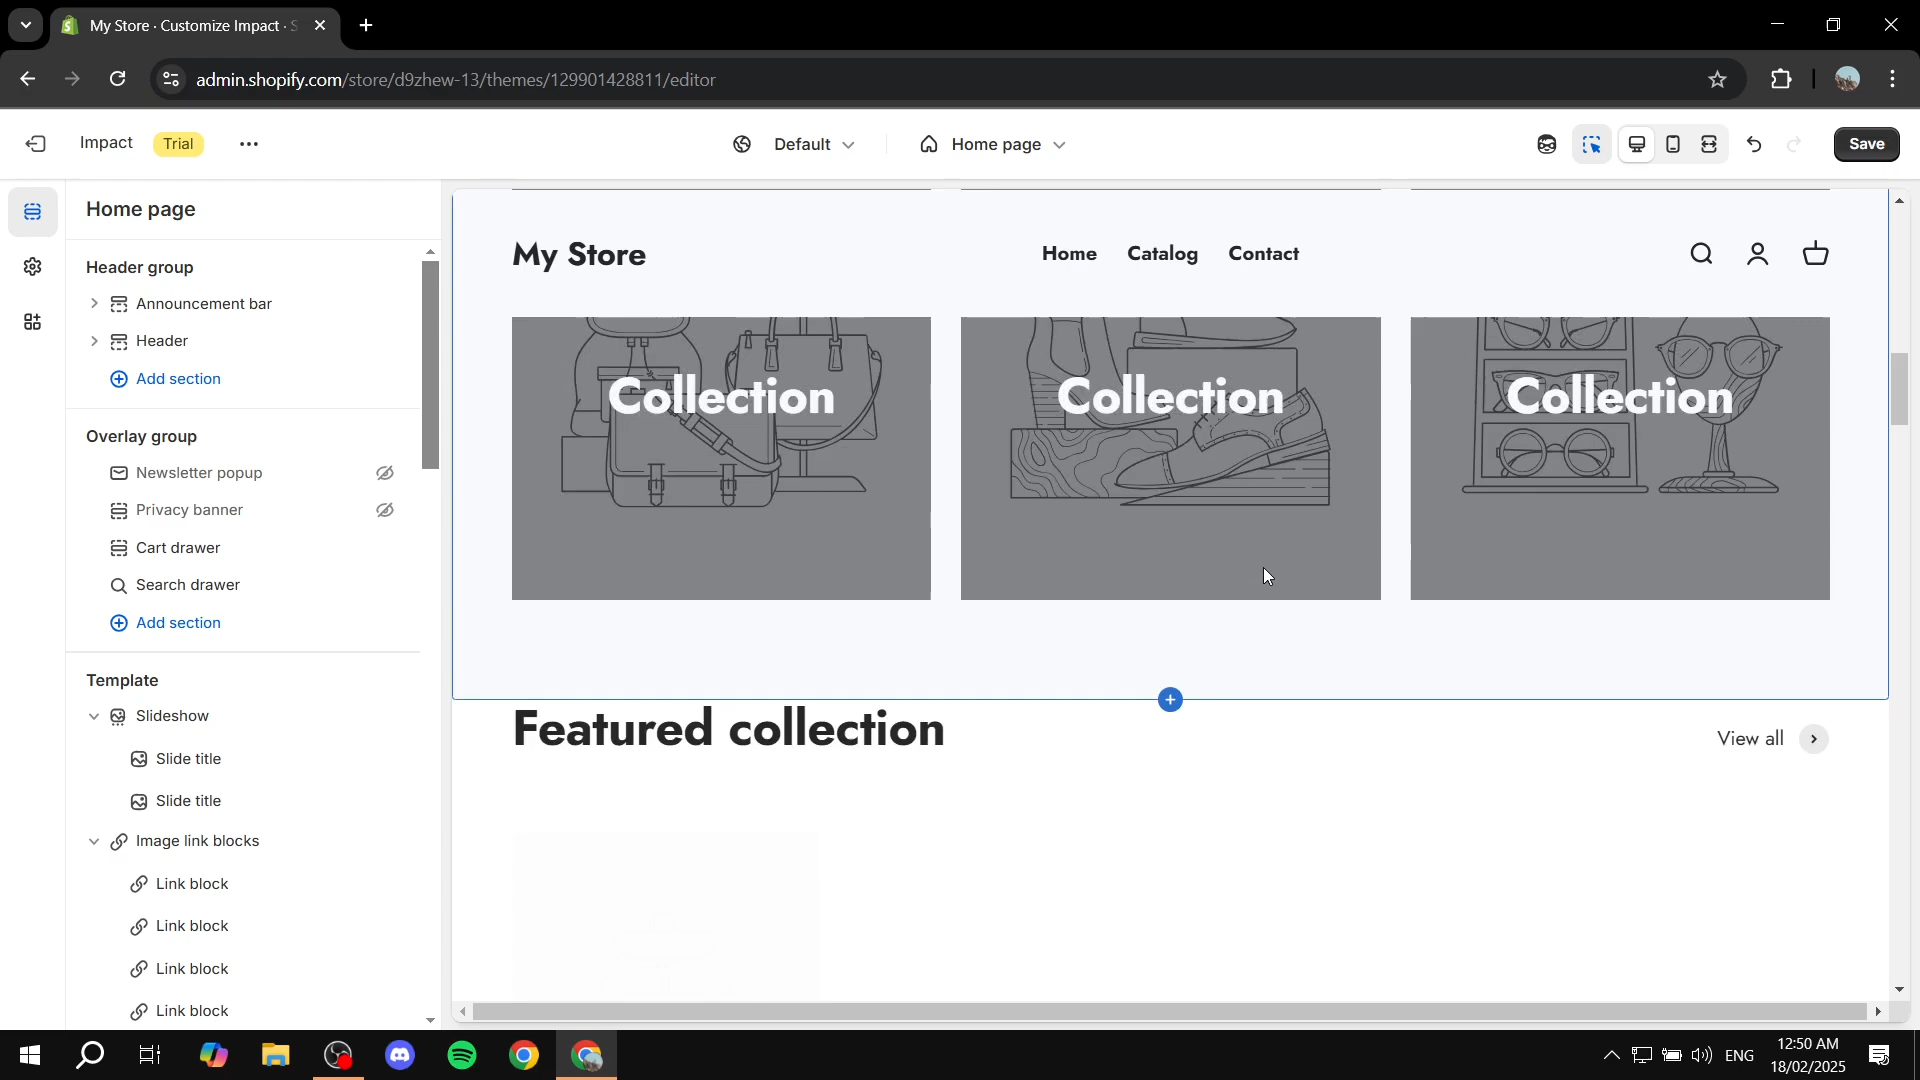 My Store · Customize Impact · S
admin.shopify.com/store/d9zhew-13/themes/129901428811/editor
Impact
Trial
Default
Home page
Save
Home page
Header group
Announcement bar
Header
Add section
Overlay group
Newsletter popup
Privacy banner
Cart drawer
Search drawer
Add section
Template
Slideshow
Slide title
Slide title
Image link blocks
Link block
Link block
Link block
Link block
My Store
Home Catalog Contact
Collection
Collection
Collection
Featured collection
View all
ENG
12:50 AM
18/02/2025